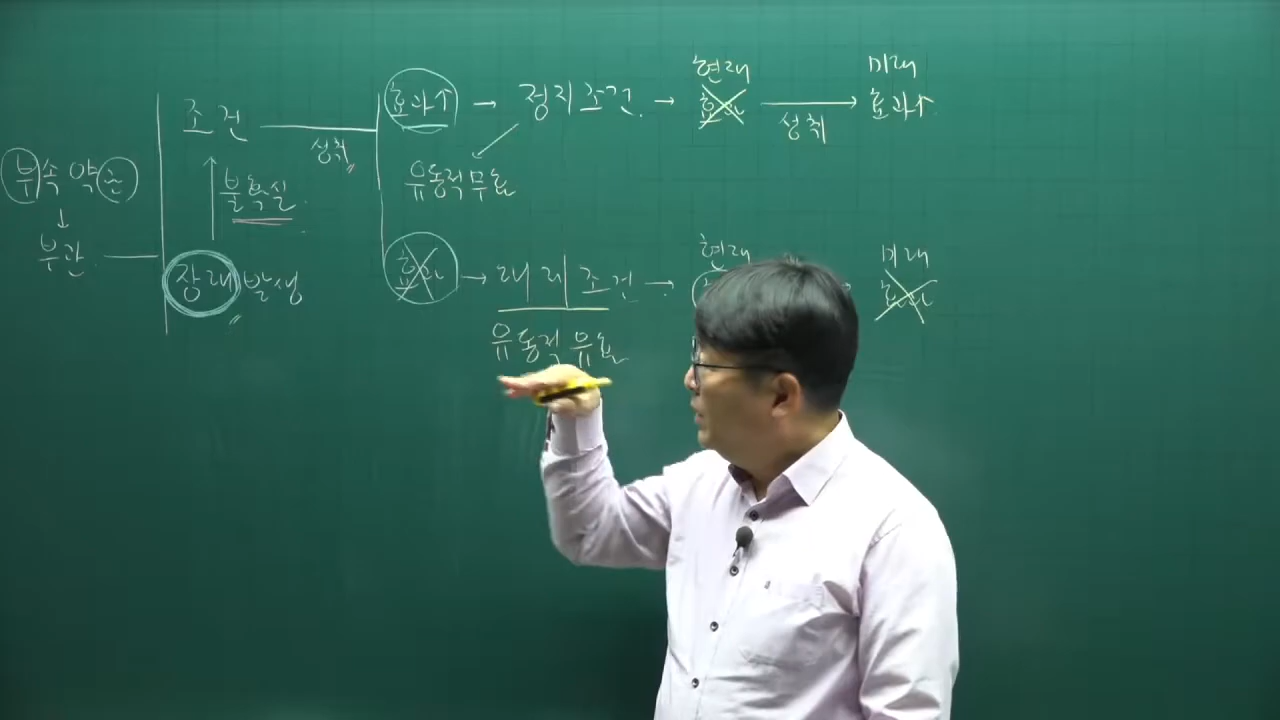 부속 약관
↓
부관
조건
↑ 불확실
장래 발생
성취
효과↑ → 정지조건 →
유동적 무효
현재
효과
성취
미래
효과↑
효과 → 해제조건 →
유동적 유효
현재
미래
효과